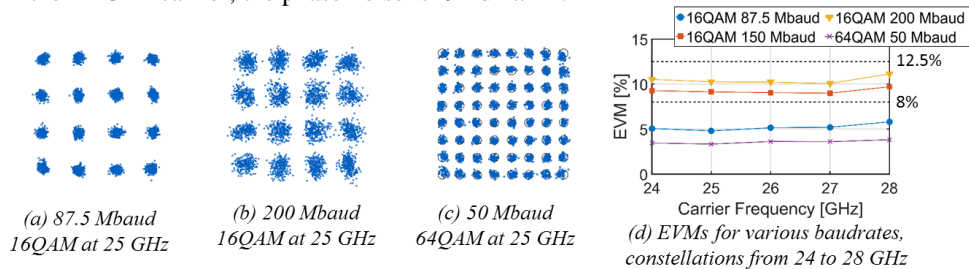 16QAM 87.5 Mbaud 16QAM 200 Mbaud
16QAM 150 Mbaud 64QAM 50 Mbaud
15
12.5%
10
8%
5
0
EVM [%]
24 25 26 27 28
Carrier Frequency [GHz]
(a) 87.5 Mbaud
16QAM at 25 GHz
(b) 200 Mbaud
16QAM at 25 GHz
(c) 50 Mbaud
64QAM at 25 GHz
(d) EVMs for various baudrates,
constellations from 24 to 28 GHz